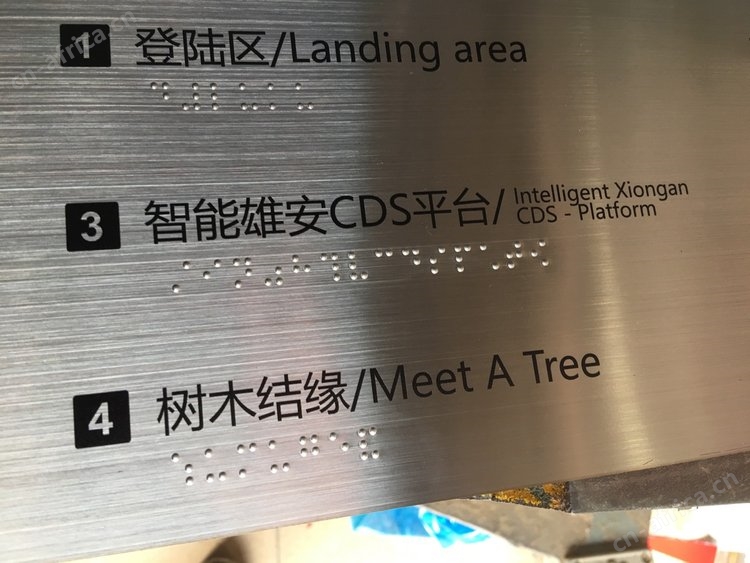 1 登陆区/Landing area
3 智能雄安CDS平台/ Intelligent Xiongan
CDS - Platform
4 树木结缘/Meet A Tree